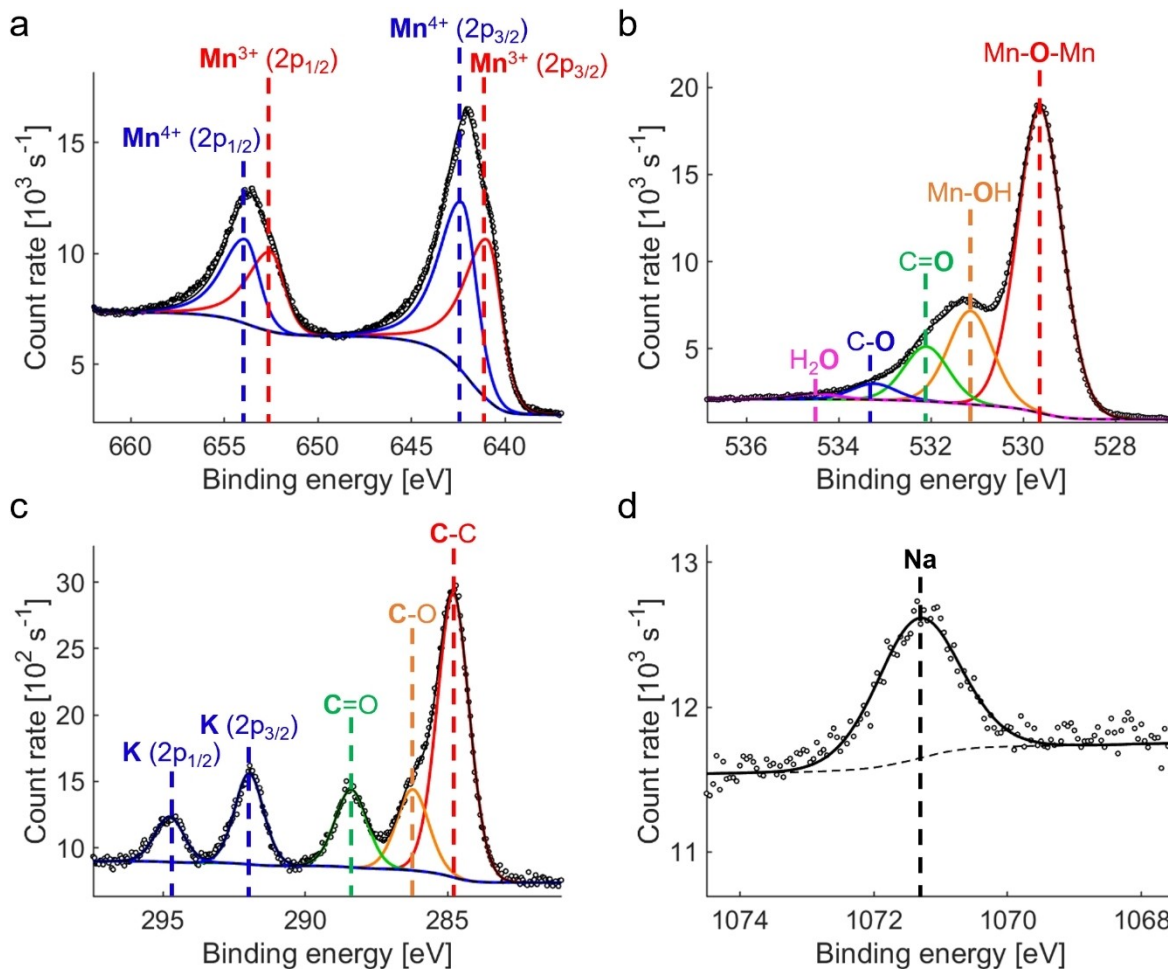 a
Mn⁴⁺ (2p₃/₂)
Mn³⁺ (2p₁/₂)
Mn³⁺ (2p₃/₂)
Mn⁴⁺ (2p₁/₂)
Count rate [10³ s⁻¹]
15
10
5
660 655 650 645 640
Binding energy [eV]
b
Mn-O-Mn
Mn-OH
C=O
C-O
H₂O
Count rate [10³ s⁻¹]
20
15
10
5
536 534 532 530 528
Binding energy [eV]
c
C-C
C-O
C=O
K (2p₃/₂)
K (2p₁/₂)
Count rate [10² s⁻¹]
30
25
20
15
10
295 290 285
Binding energy [eV]
d
Na
Count rate [10³ s⁻¹]
13
12
11
1074 1072 1070 1068
Binding energy [eV]